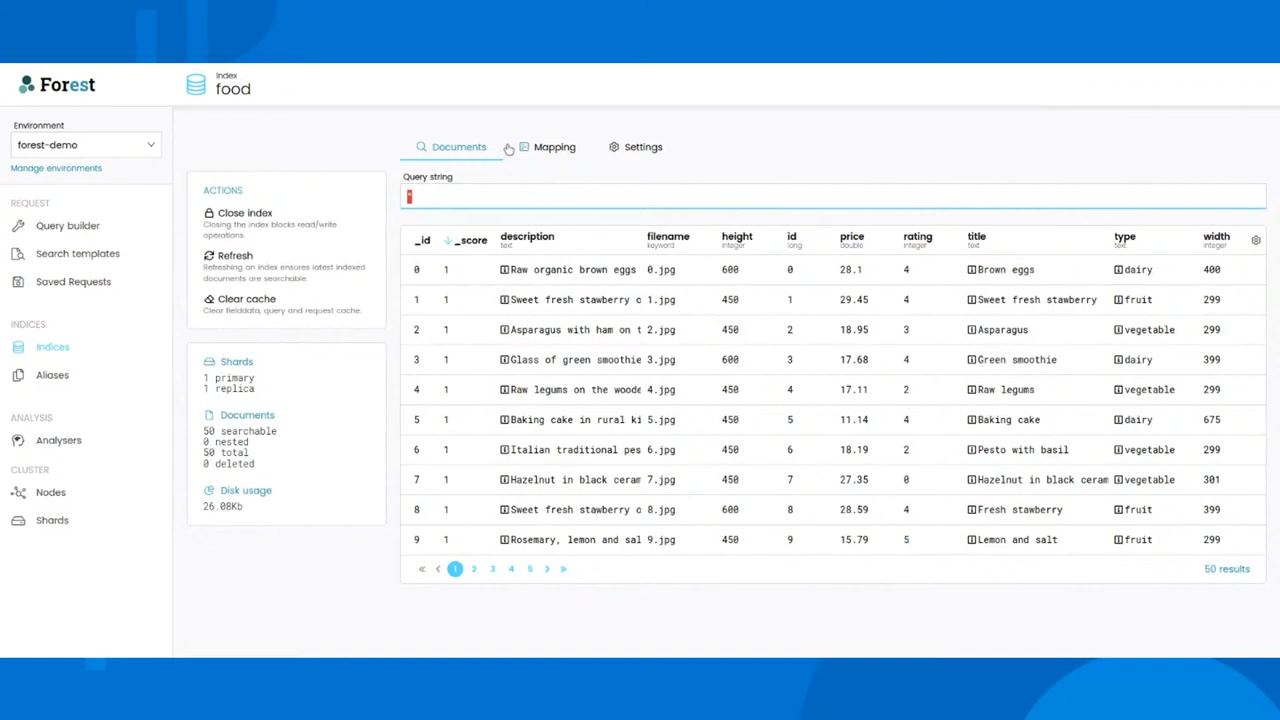 Forest
Index
food
Environment
forest-demo
Manage environments
REQUEST
Query builder
Search templates
Saved Requests
INDICES
Indices
Aliases
ANALYSIS
Analysers
CLUSTER
Nodes
Shards
ACTIONS
Close index
Closing the index blocks read/write
operations.
Refresh
Refreshing an index ensures latest indexed
documents are searchable.
Clear cache
Clear fielddata, query and request cache.
Shards
1 primary
1 replica
Documents
50 searchable
0 nested
50 total
0 deleted
Disk usage
26.08Kb
Documents Mapping Settings
Query string
*
_id _score description filename height id price rating title type width
text keyword integer long double integer text text integer
0 1 Raw organic brown eggs 0.jpg 600 0 28.1 4 Brown eggs dairy 400
1 1 Sweet fresh stawberry o 1.jpg 450 1 29.45 4 Sweet fresh stawberry fruit 299
2 1 Asparagus with ham on t 2.jpg 450 2 18.95 3 Asparagus vegetable 299
3 1 Glass of green smoothie 3.jpg 600 3 17.68 4 Green smoothie dairy 399
4 1 Raw legums on the woode 4.jpg 450 4 17.11 2 Raw legums vegetable 299
5 1 Baking cake in rural ki 5.jpg 450 5 11.14 4 Baking cake dairy 675
6 1 Italian traditional pes 6.jpg 450 6 18.19 2 Pesto with basil vegetable 299
7 1 Hazelnut in black ceram 7.jpg 450 7 27.35 0 Hazelnut in black ceram vegetable 301
8 1 Sweet fresh stawberry o 8.jpg 600 8 28.59 4 Fresh stawberry fruit 399
9 1 Rosemary, lemon and sal 9.jpg 450 9 15.79 5 Lemon and salt fruit 299
« ‹ 1 2 3 4 5 › » 50 results